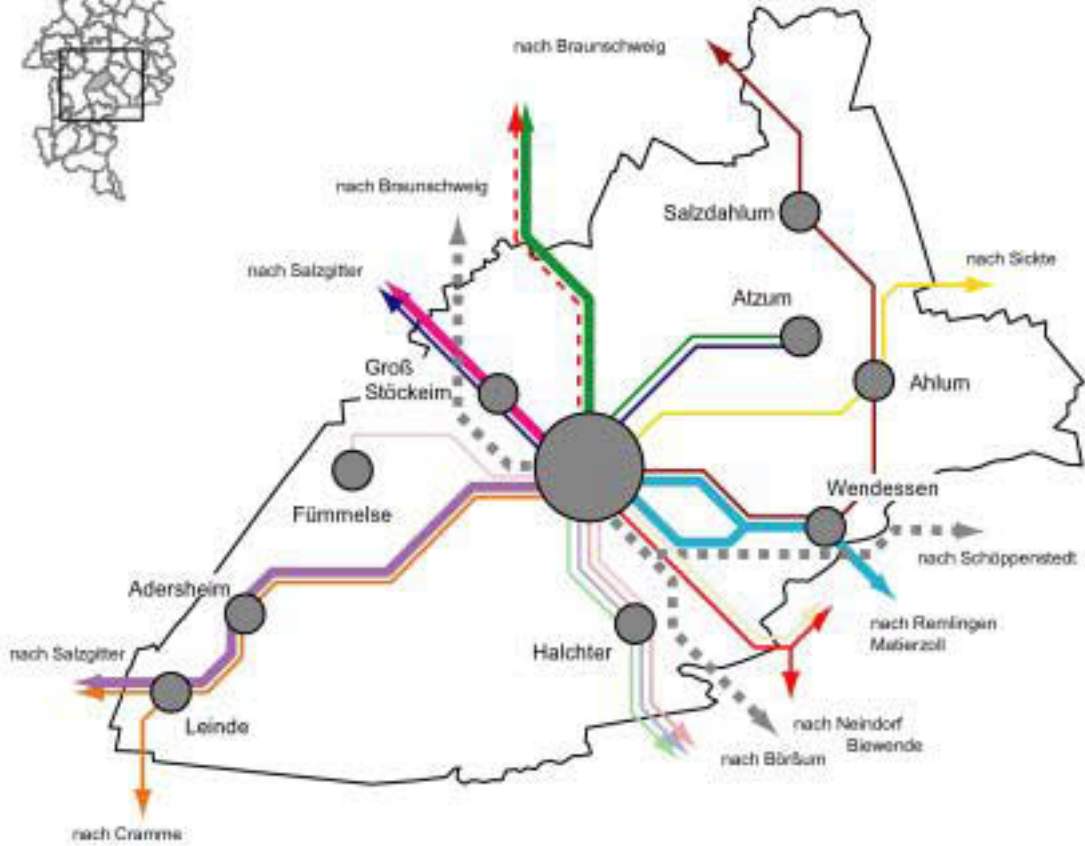 nach Braunschweig
nach Braunschweig
Salzdahlum
nach Salzgitter
nach Sickte
Atzum
Groß
Stöckeim
Ahlum
Wendessen
Fümmelse
nach Schöppenstedt
Adersheim
nach Remlingen
Matierzoll
Halchter
nach Salzgitter
Leinde
nach Neindorf
Biewende
nach Börßum
nach Cramme